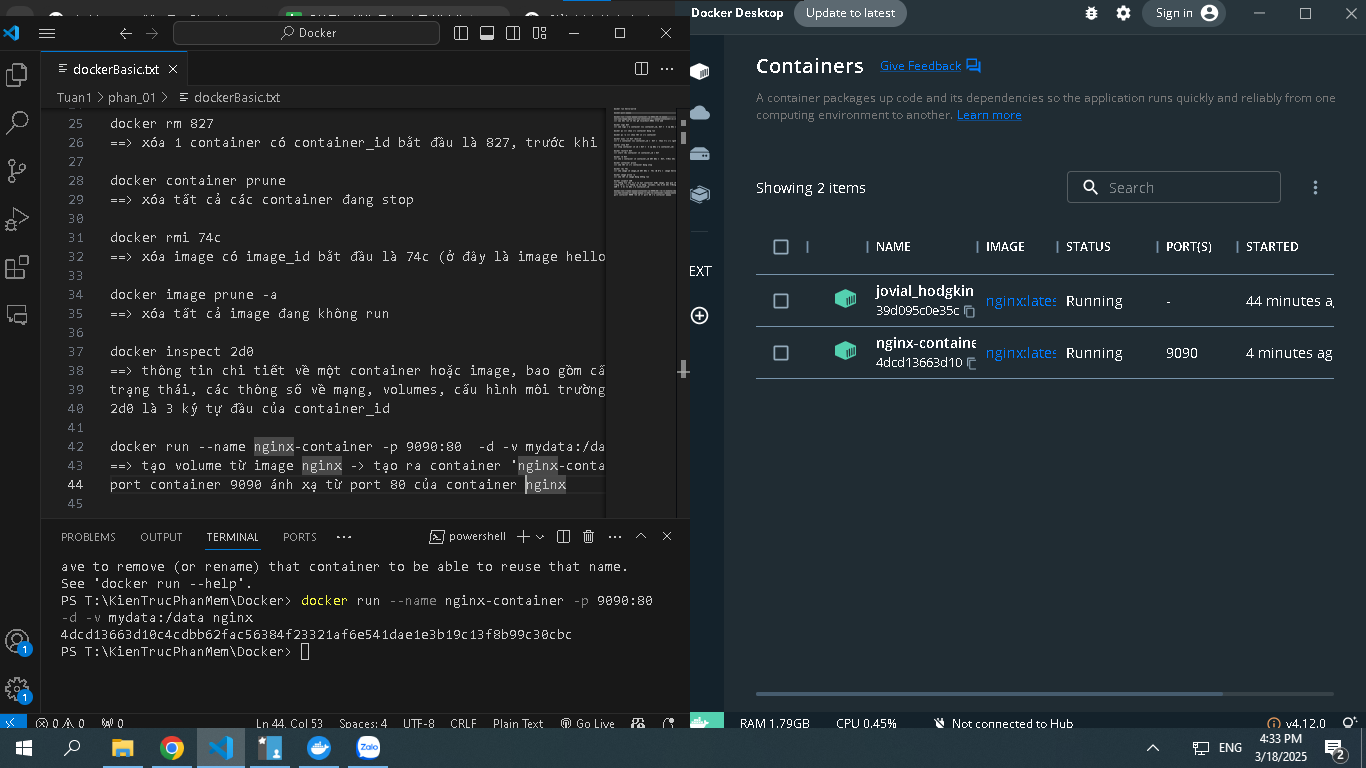 Docker
dockerBasic.txt
Tuan1 > phan_01 > dockerBasic.txt
25 docker rm 827
26 ==> xóa 1 container có container_id bắt đầu là 827, trước khi
27
28 docker container prune
29 ==> xóa tất cả các container đang stop
30
31 docker rmi 74c
32 ==> xóa image có image_id bắt đầu là 74c (ở đây là image hello
33
34 docker image prune -a
35 ==> xóa tất cả image đang không run
36
37 docker inspect 2d0
38 ==> thông tin chi tiết về một container hoặc image, bao gồm cấ
39 trạng thái, các thông số về mạng, volumes, cấu hình môi trường
40 2d0 là 3 ký tự đầu của container_id
41
42 docker run --name nginx-container -p 9090:80  -d -v mydata:/da
43 ==> tạo volume từ image nginx -> tạo ra container 'nginx-conta
44 port container 9090 ánh xạ từ port 80 của container nginx
45
PROBLEMS OUTPUT TERMINAL PORTS ··· powershell
ave to remove (or rename) that container to be able to reuse that name.
See 'docker run --help'.
PS T:\KienTrucPhanMem\Docker> docker run --name nginx-container -p 9090:80
-d -v mydata:/data nginx
4dcd13663d10c4cdbb62fac56384f23321af6e541dae1e3b19c13f8b99c30cbc
PS T:\KienTrucPhanMem\Docker>
1
1
0 0 0 Ln 44, Col 53 Spaces: 4 UTF-8 CRLF Plain Text Go Live
Docker Desktop Update to latest Sign in
EXT
Containers Give Feedback
A container packages up code and its dependencies so the application runs quickly and reliably from one
computing environment to another. Learn more
Showing 2 items Search
NAME IMAGE STATUS PORT(S) STARTED
jovial_hodgkin nginx:lates Running - 44 minutes ag
39d095c0e35c
nginx-containe nginx:lates Running 9090 4 minutes ag
4dcd13663d10
RAM 1.79GB CPU 0.45% Not connected to Hub v4.12.0
Zalo
ENG
4:33 PM
3/18/2025
2